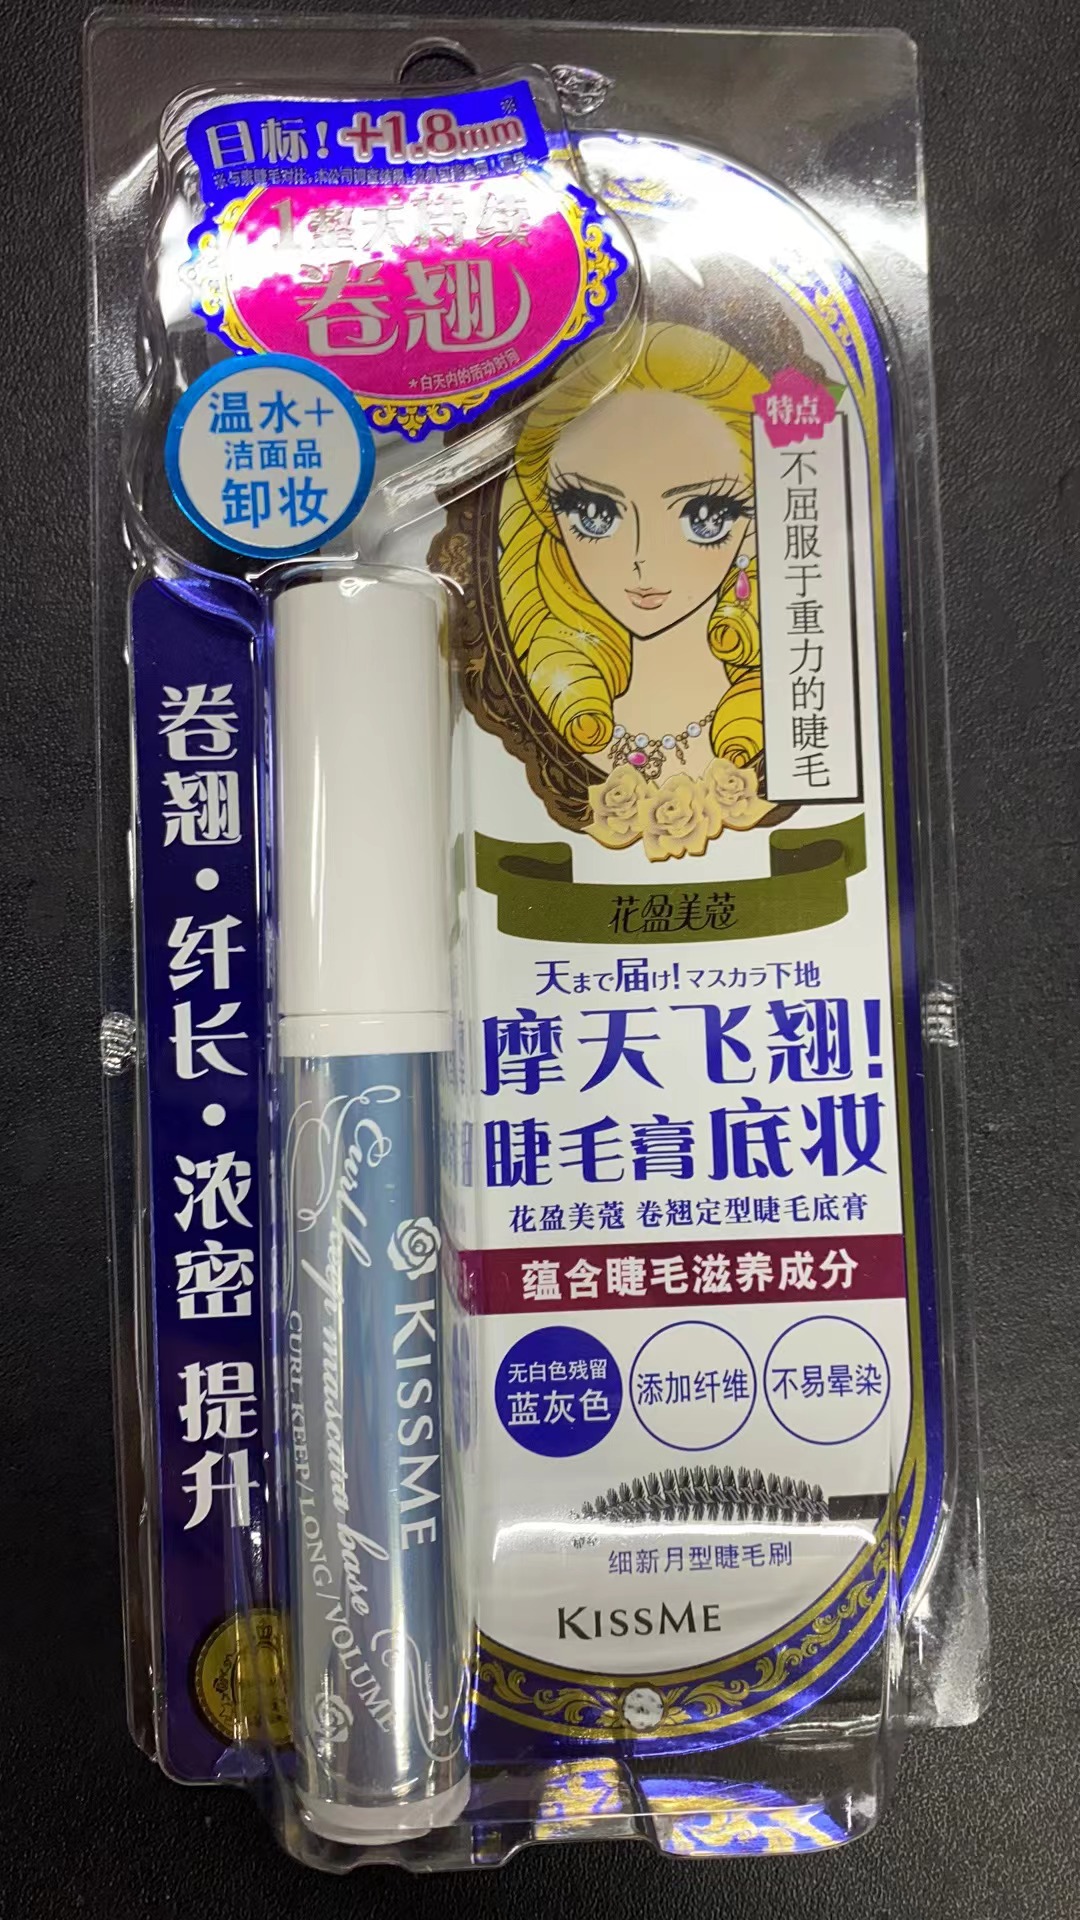 目标!+1.8mm※
1整天持续
卷翘
*白天内的活动时间
温水+
洁面品
卸妆
特点
不屈服于重力的睫毛
卷翘·纤长·浓密 提升
花盈美蔻
天まで届け!マスカラ下地
摩天飞翘!
睫毛膏底妆
花盈美蔻 卷翘定型睫毛底膏
蕴含睫毛滋养成分
无白色残留
蓝灰色
添加纤维
不易晕染
细新月型睫毛刷
KISSME
Curl keep mascara base
KISSME
CURL KEEP/LONG/VOLUME